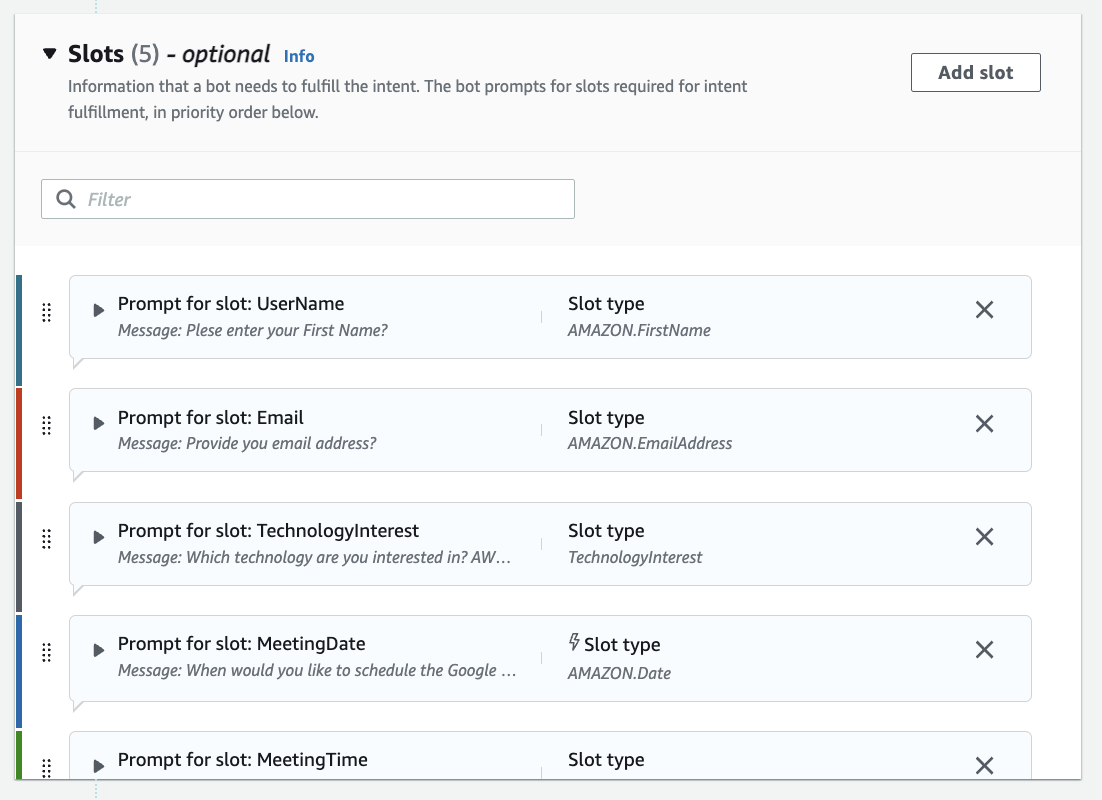 Slots (5) - optional Info
Information that a bot needs to fulfill the intent. The bot prompts for slots required for intent
fulfillment, in priority order below.
Add slot
Filter
Prompt for slot: UserName
Message: Plese enter your First Name?
Slot type
AMAZON.FirstName
Prompt for slot: Email
Message: Provide you email address?
Slot type
AMAZON.EmailAddress
Prompt for slot: TechnologyInterest
Message: Which technology are you interested in? AW...
Slot type
TechnologyInterest
Prompt for slot: MeetingDate
Message: When would you like to schedule the Google ...
Slot type
AMAZON.Date
Prompt for slot: MeetingTime
Slot type